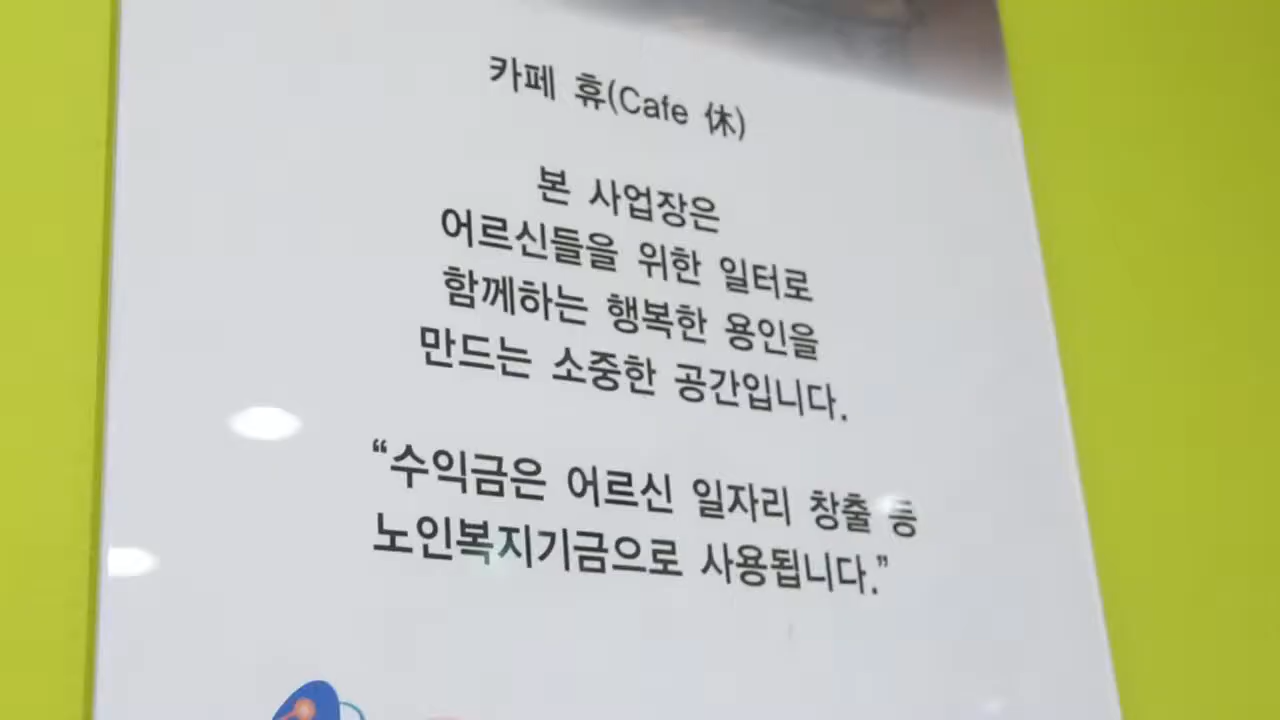 카페 휴(Cafe 休)
본 사업장은
어르신들을 위한 일터로
함께하는 행복한 용인을
만드는 소중한 공간입니다.
“수익금은 어르신 일자리 창출 등
노인복지기금으로 사용됩니다.”